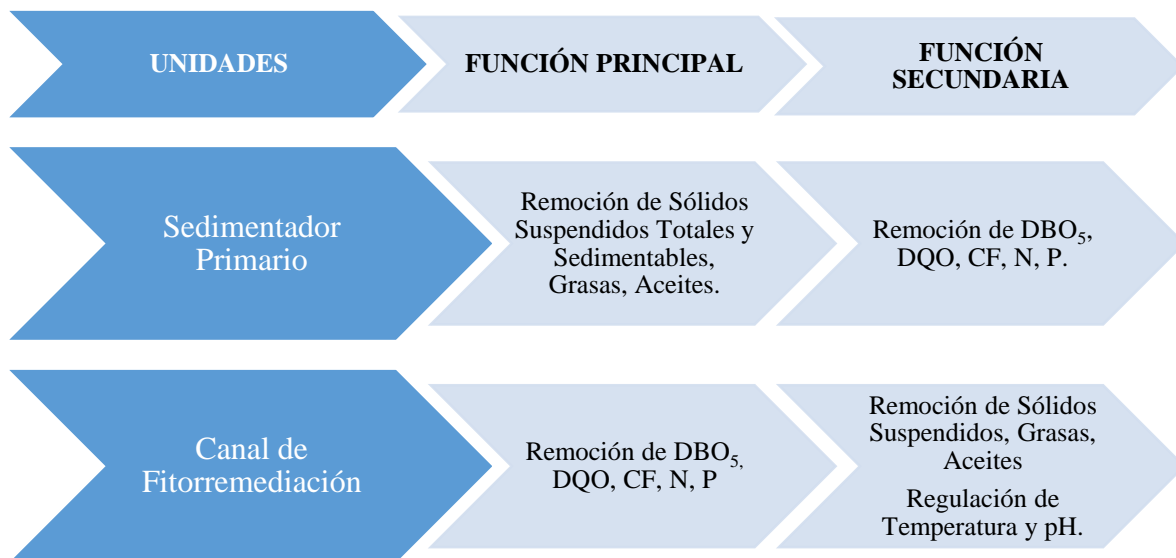 UNIDADES
FUNCIÓN PRINCIPAL
FUNCIÓN
SECUNDARIA
Sedimentador
Primario
Remoción de Sólidos
Suspendidos Totales y
Sedimentables,
Grasas, Aceites.
Remoción de DBO₅,
DQO, CF, N, P.
Canal de
Fitorremediación
Remoción de DBO₅,
DQO, CF, N, P
Remoción de Sólidos
Suspendidos, Grasas,
Aceites
Regulación de
Temperatura y pH.